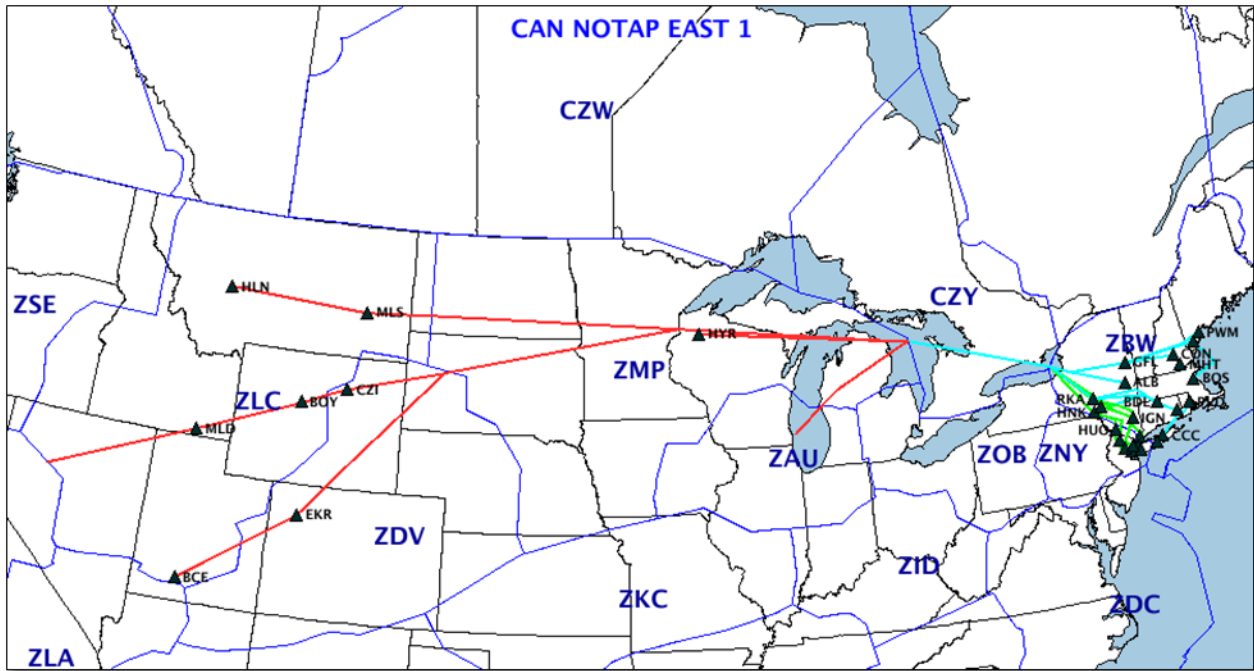 CAN NOTAP EAST 1
CZW
HLN
ZSE
MLS
CZY
HYR
PWM
ZBW
CON
GFL
MHT
ZMP
BOS
ALB
CZI
ZLC
BOY
RKA
BDL
HNK
IGN
MLD
HUO
CCC
ZAU
ZOB
ZNY
EKR
ZDV
ZID
BCE
ZKC
ZDC
ZLA